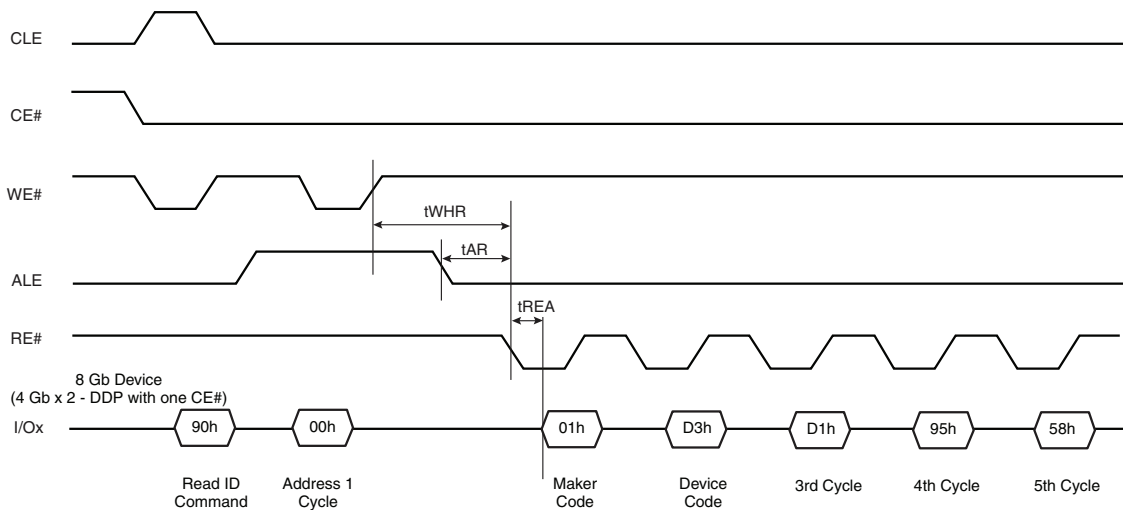 CLE
CE#
WE#
tWHR
tAR
ALE
tREA
RE#
8 Gb Device
(4 Gb x 2 - DDP with one CE#)
I/Ox
90h
00h
01h
D3h
D1h
95h
58h
Read ID
Command
Address 1
Cycle
Maker
Code
Device
Code
3rd Cycle
4th Cycle
5th Cycle